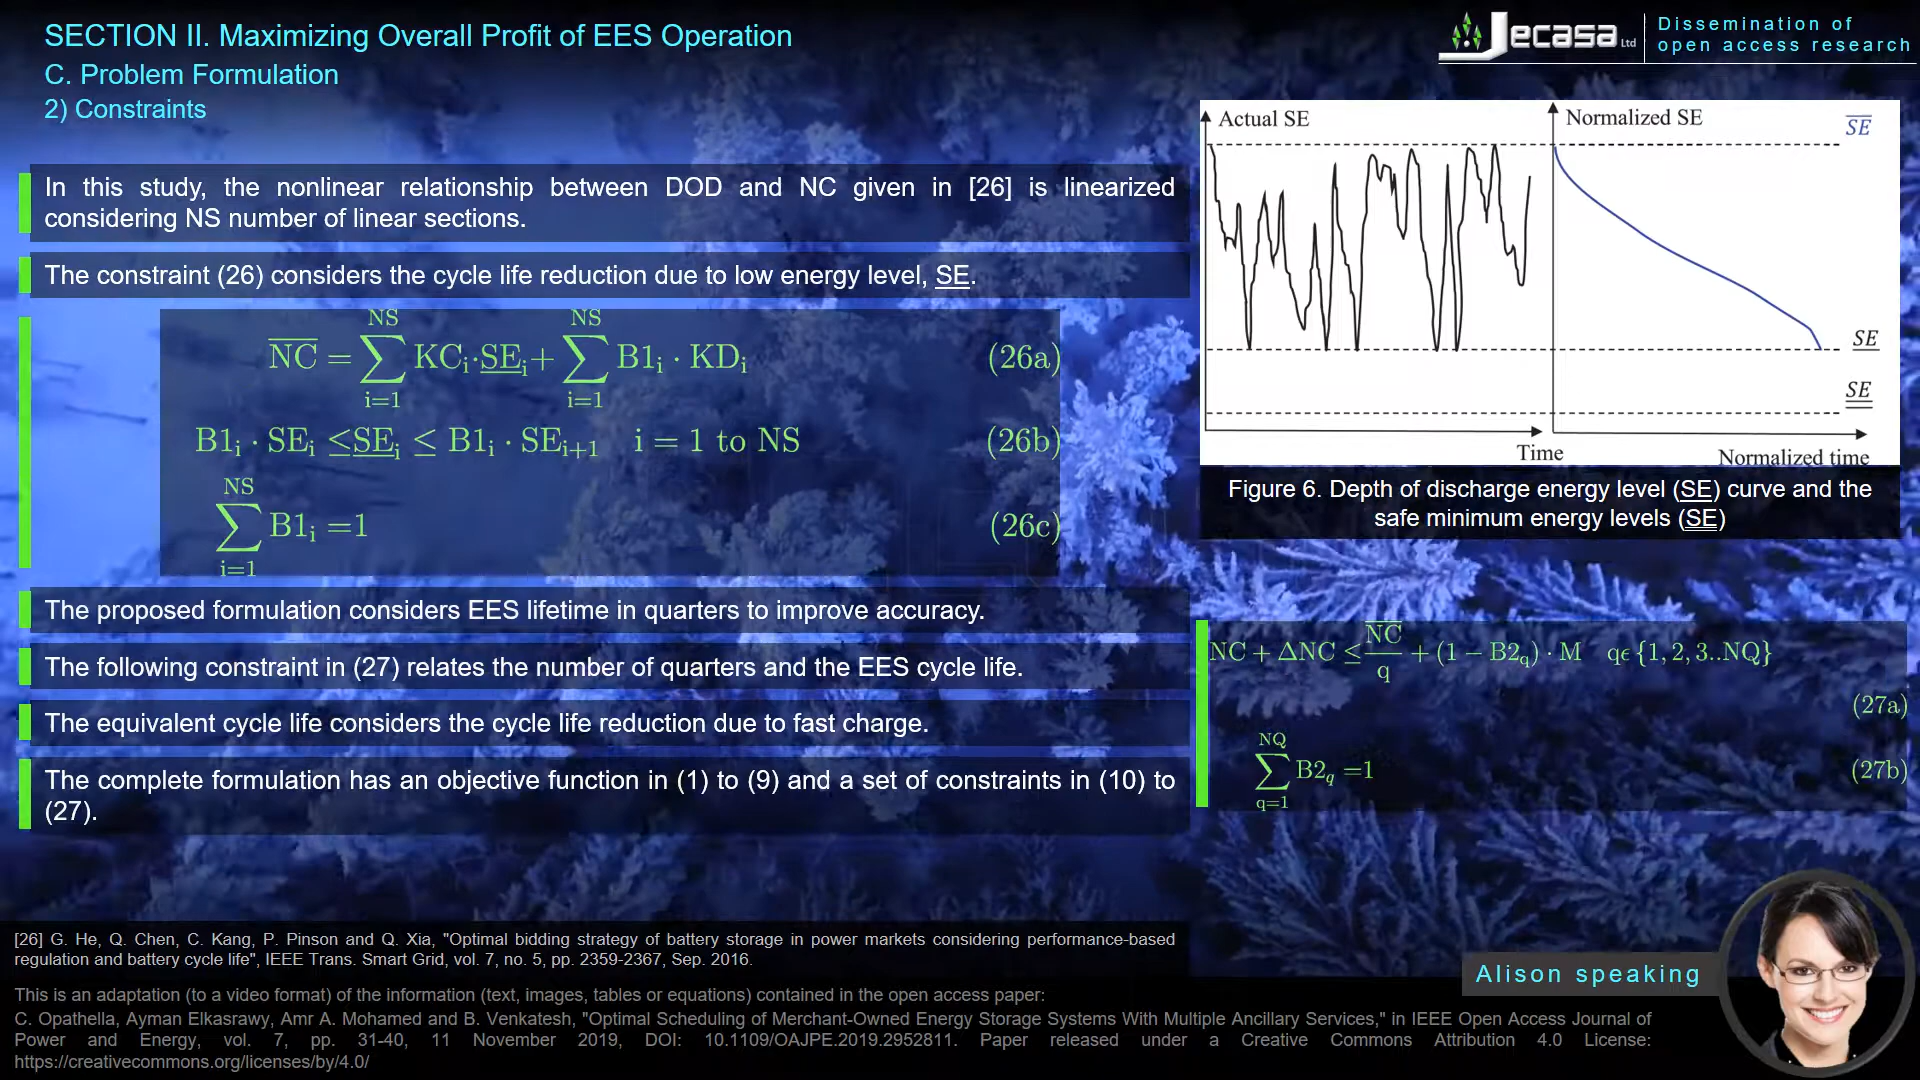 SECTION II. Maximizing Overall Profit of EES Operation
C. Problem Formulation
2) Constraints
Jecasa Ltd
Dissemination of
open access research
In this study, the nonlinear relationship between DOD and NC given in [26] is linearized
considering NS number of linear sections.
The constraint (26) considers the cycle life reduction due to low energy level, S̲E̲.
N̅C̅ = ∑_{i=1}^{NS} KCᵢ·S̲E̲ᵢ + ∑_{i=1}^{NS} B1ᵢ · KDᵢ (26a)
B1ᵢ · SEᵢ ≤ S̲E̲ᵢ ≤ B1ᵢ · SEᵢ₊₁ i = 1 to NS (26b)
∑_{i=1}^{NS} B1ᵢ =1 (26c)
The proposed formulation considers EES lifetime in quarters to improve accuracy.
The following constraint in (27) relates the number of quarters and the EES cycle life.
The equivalent cycle life considers the cycle life reduction due to fast charge.
The complete formulation has an objective function in (1) to (9) and a set of constraints in (10) to
(27).
Actual SE
Normalized SE
S̅E̅
S̲E̲
S̳E̳
Time
Normalized time
Figure 6. Depth of discharge energy level (S̲E̲) curve and the
safe minimum energy levels (S̲E̲)
NC + ΔNC ≤ N̅C̅/q + (1 − B2_q) · M qϵ {1, 2, 3..NQ}
(27a)
∑_{q=1}^{NQ} B2_q =1 (27b)
[26] G. He, Q. Chen, C. Kang, P. Pinson and Q. Xia, "Optimal bidding strategy of battery storage in power markets considering performance-based
regulation and battery cycle life", IEEE Trans. Smart Grid, vol. 7, no. 5, pp. 2359-2367, Sep. 2016.
Alison speaking
This is an adaptation (to a video format) of the information (text, images, tables or equations) contained in the open access paper:
C. Opathella, Ayman Elkasrawy, Amr A. Mohamed and B. Venkatesh, "Optimal Scheduling of Merchant-Owned Energy Storage Systems With Multiple Ancillary Services," in IEEE Open Access Journal of
Power and Energy, vol. 7, pp. 31-40, 11 November 2019, DOI: 10.1109/OAJPE.2019.2952811. Paper released under a Creative Commons Attribution 4.0 License:
https://creativecommons.org/licenses/by/4.0/